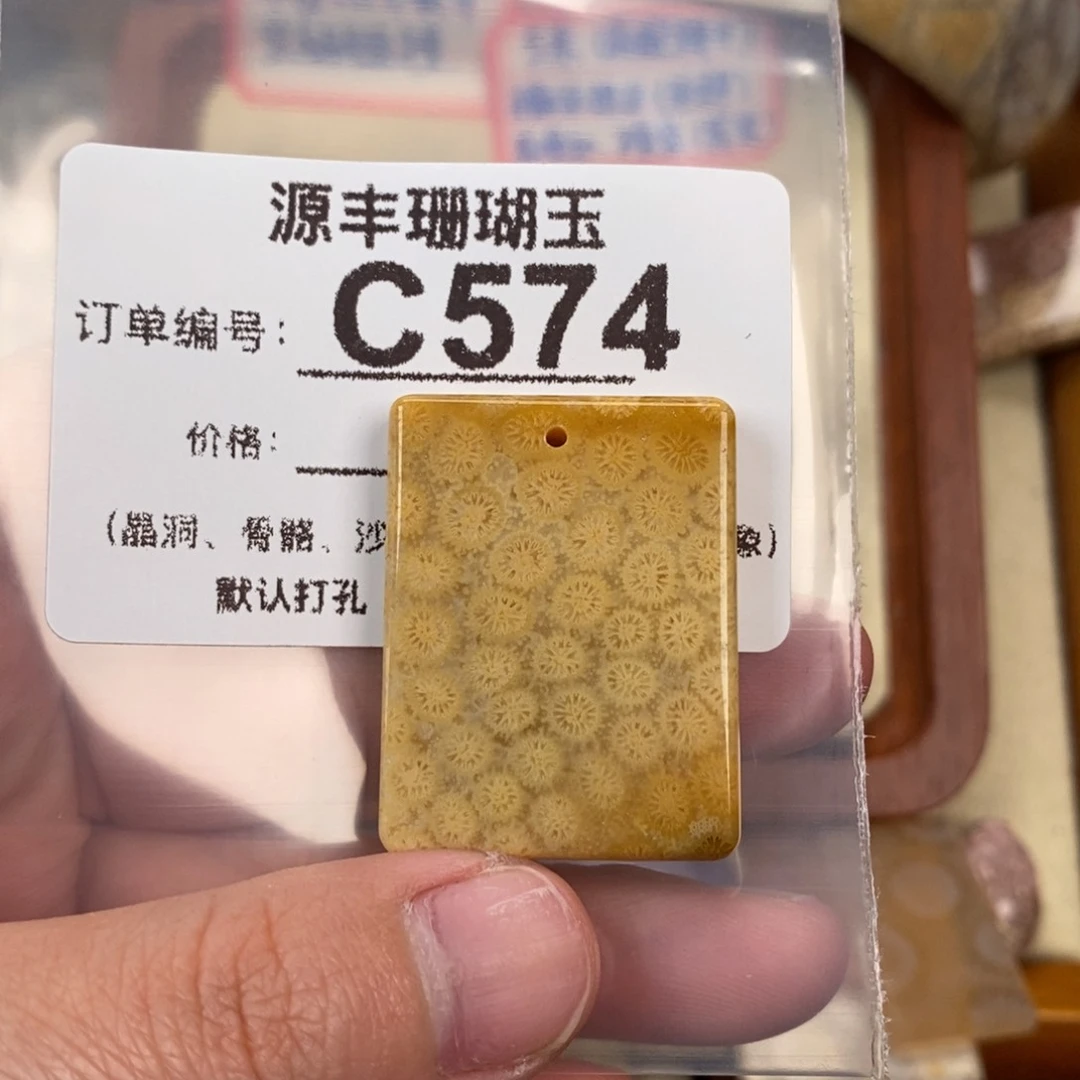 源丰珊瑚玉
订单编号: C574
价格:
(晶洞、骨骼、沙 象)
默认打孔